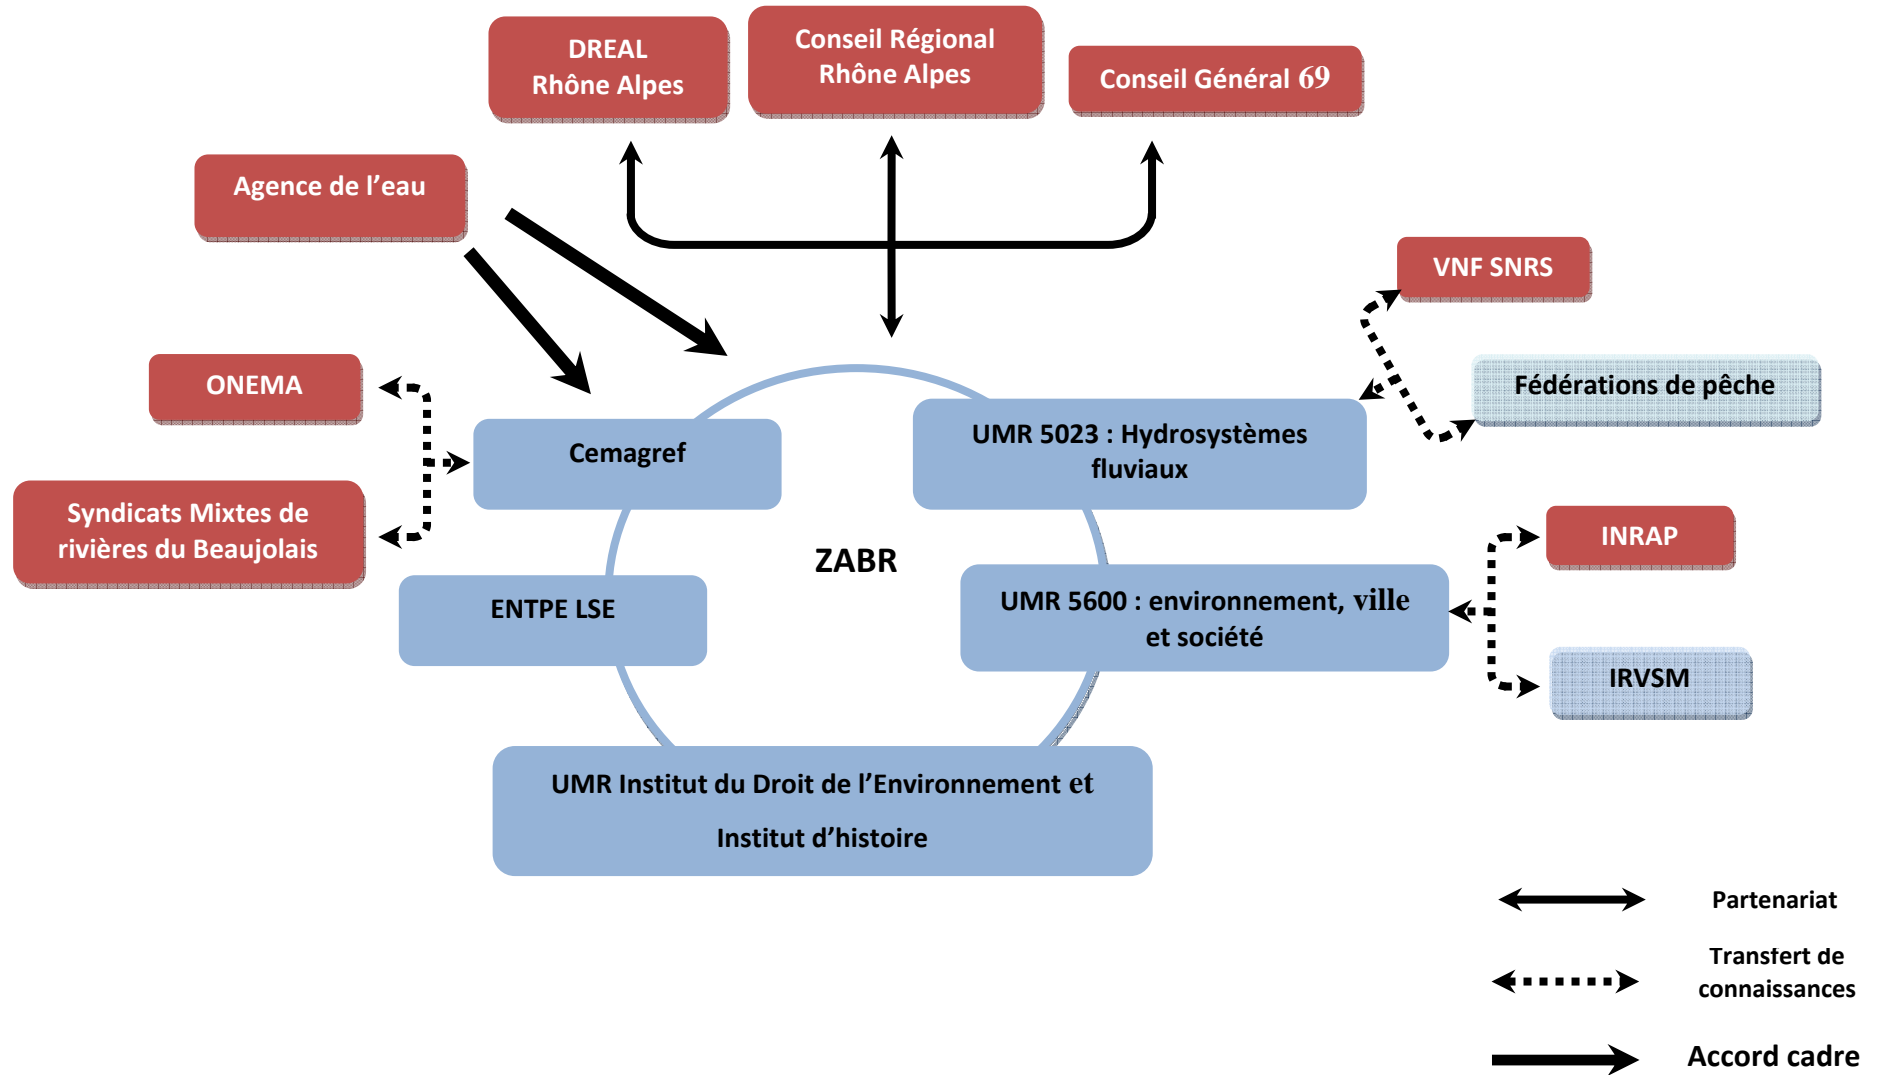 DREAL
Rhône Alpes
Conseil Régional
Rhône Alpes
Conseil Général 69
Agence de l’eau
VNF SNRS
ONEMA
Fédérations de pêche
Cemagref
UMR 5023 : Hydrosystèmes
fluviaux
Syndicats Mixtes de
rivières du Beaujolais
ZABR
INRAP
ENTPE LSE
UMR 5600 : environnement, ville
et société
IRVSM
UMR Institut du Droit de l’Environnement et
Institut d’histoire
Partenariat
Transfert de
connaissances
Accord cadre